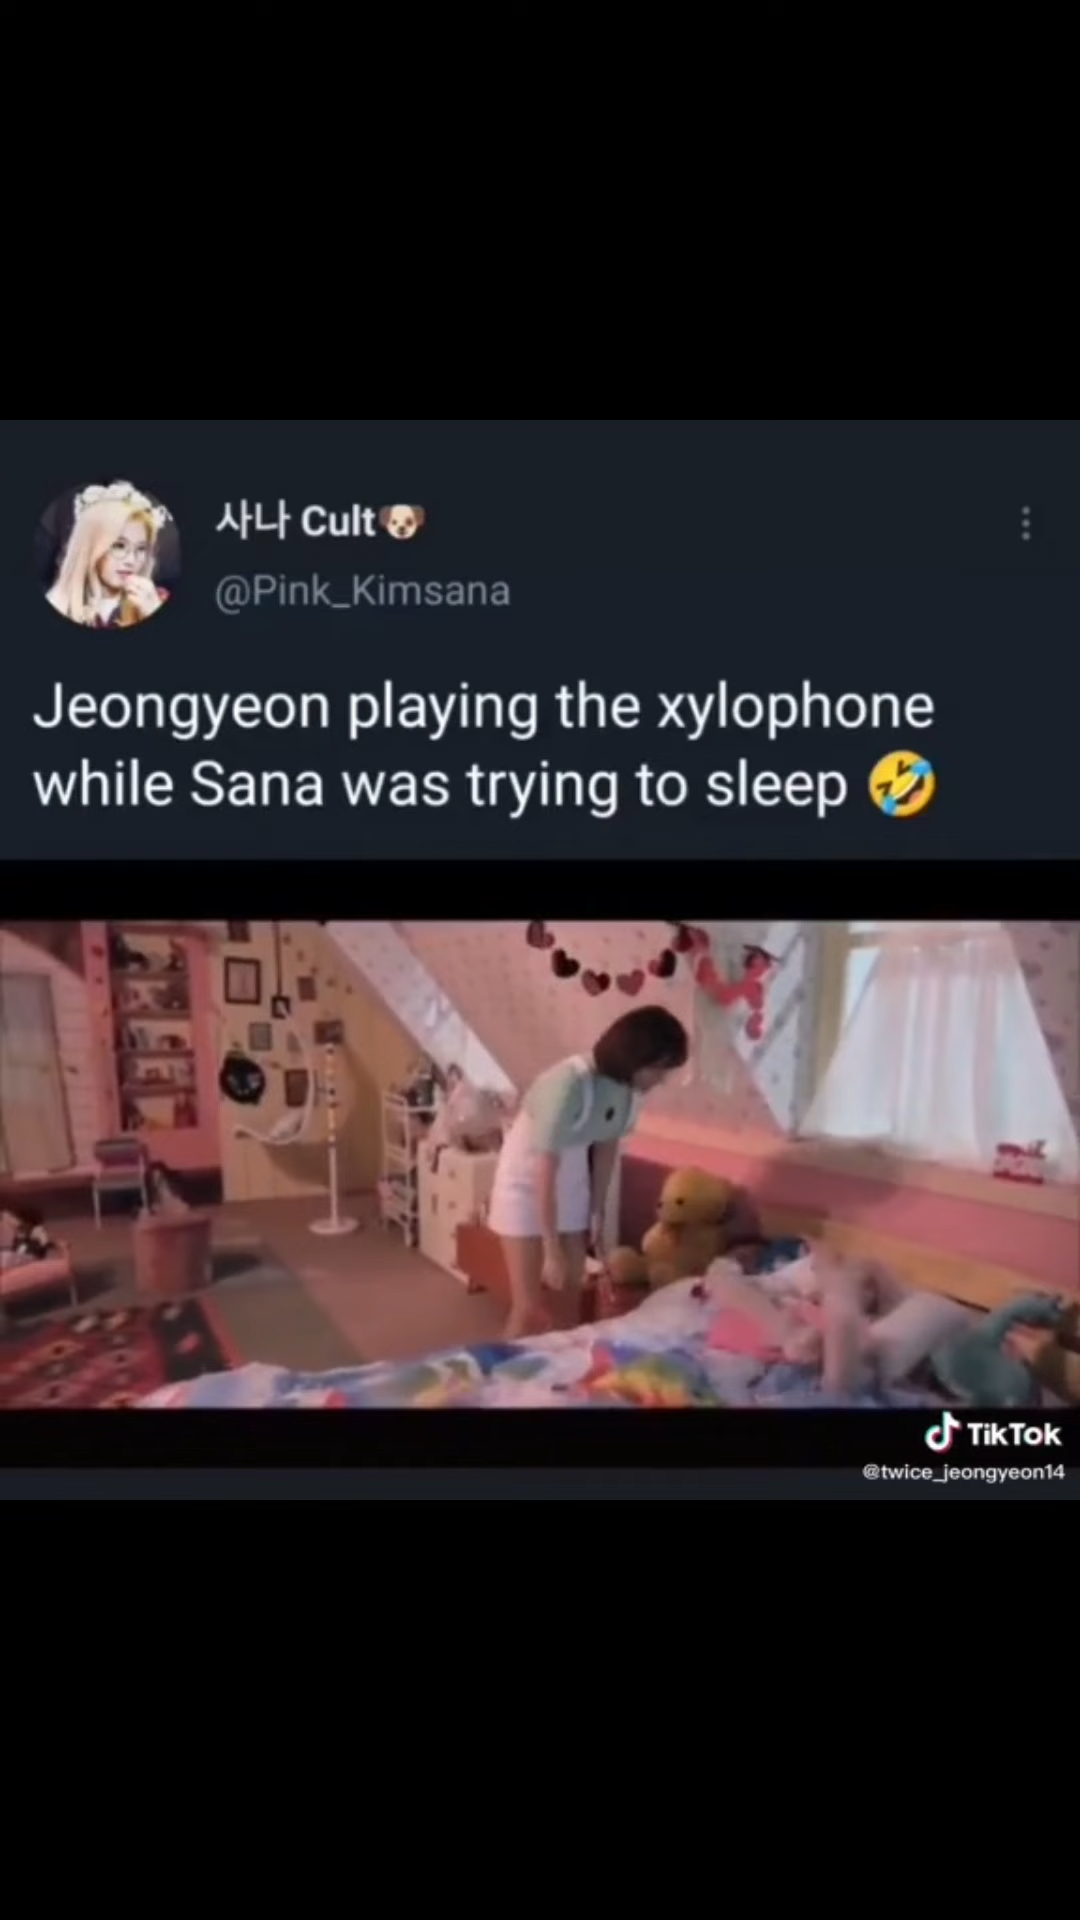 사나 Cult🐶
@Pink_Kimsana
Jeongyeon playing the xylophone
while Sana was trying to sleep 🤣
TikTok
@twice_jeongyeon14